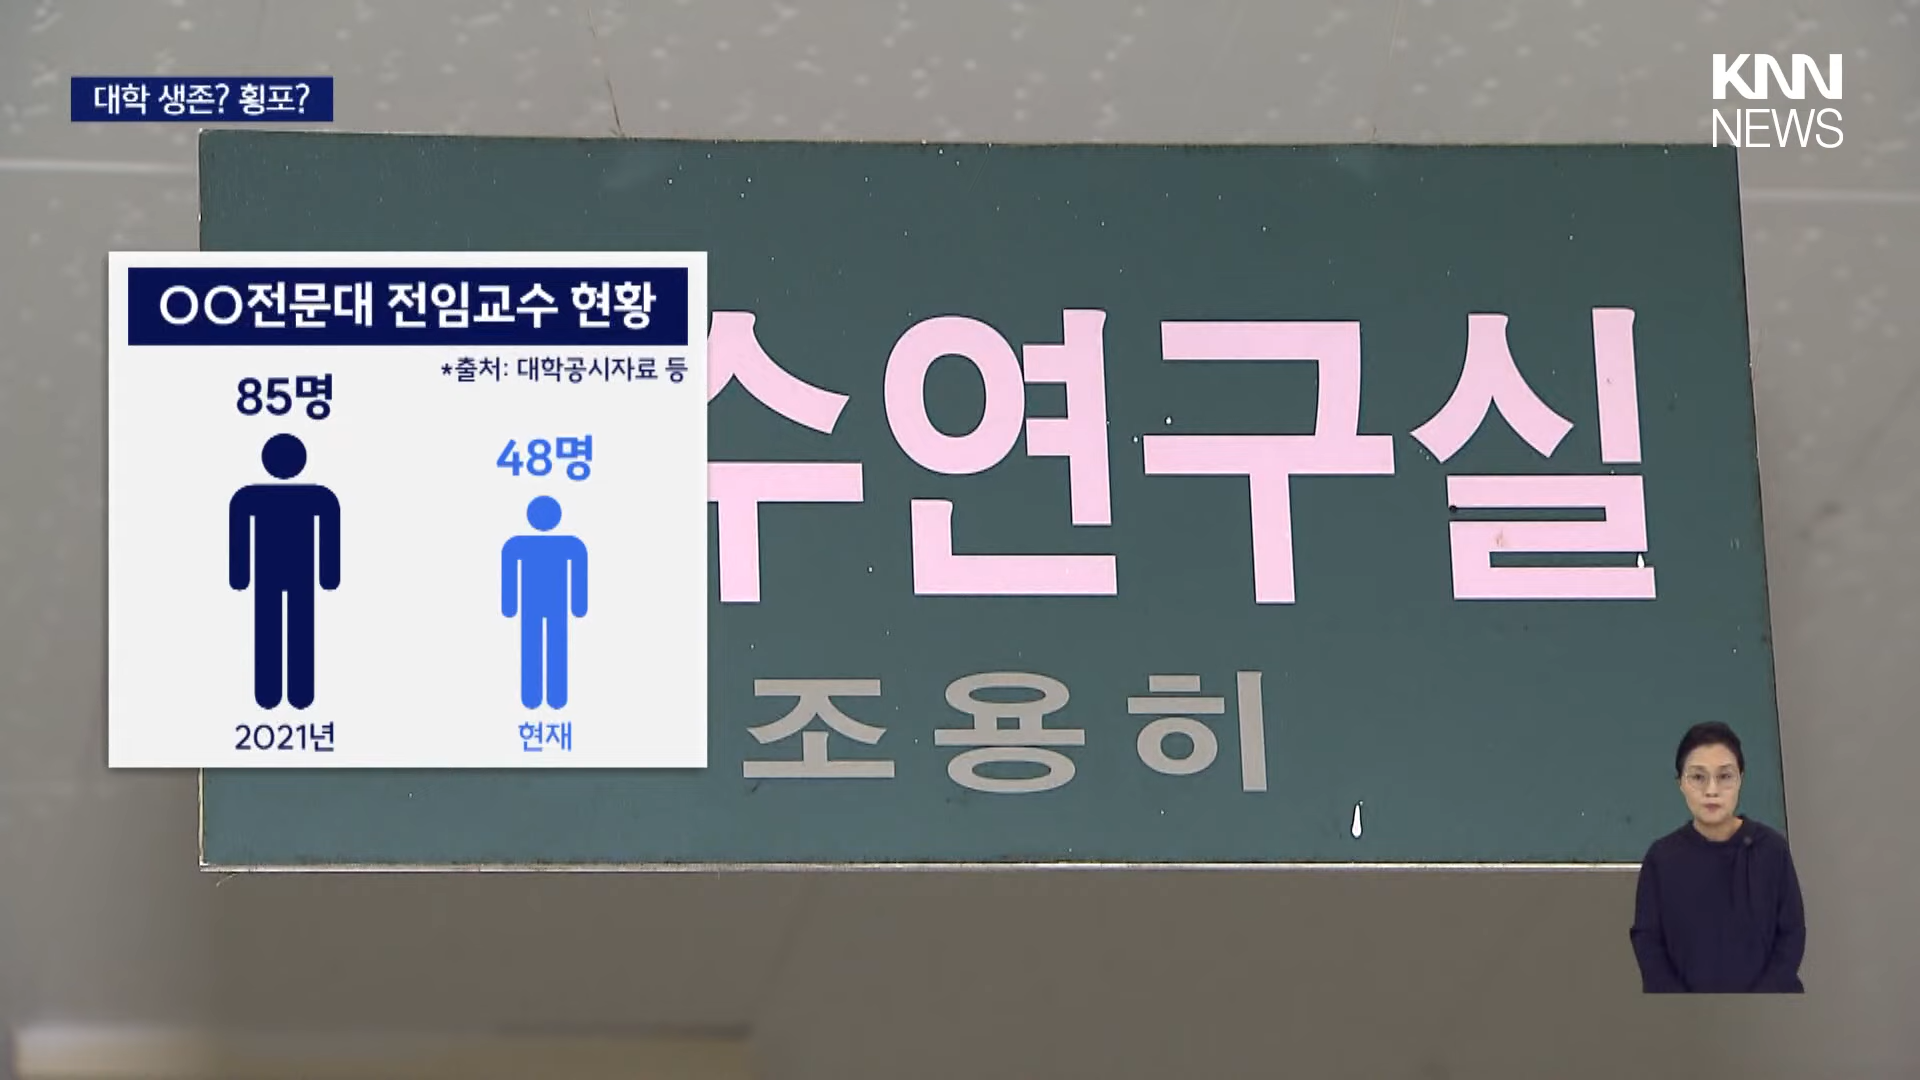 대학 생존? 횡포?
KNN
NEWS
○○전문대 전임교수 현황
*출처: 대학공시자료 등
85명
48명
2021년
현재
수연구실
조용히